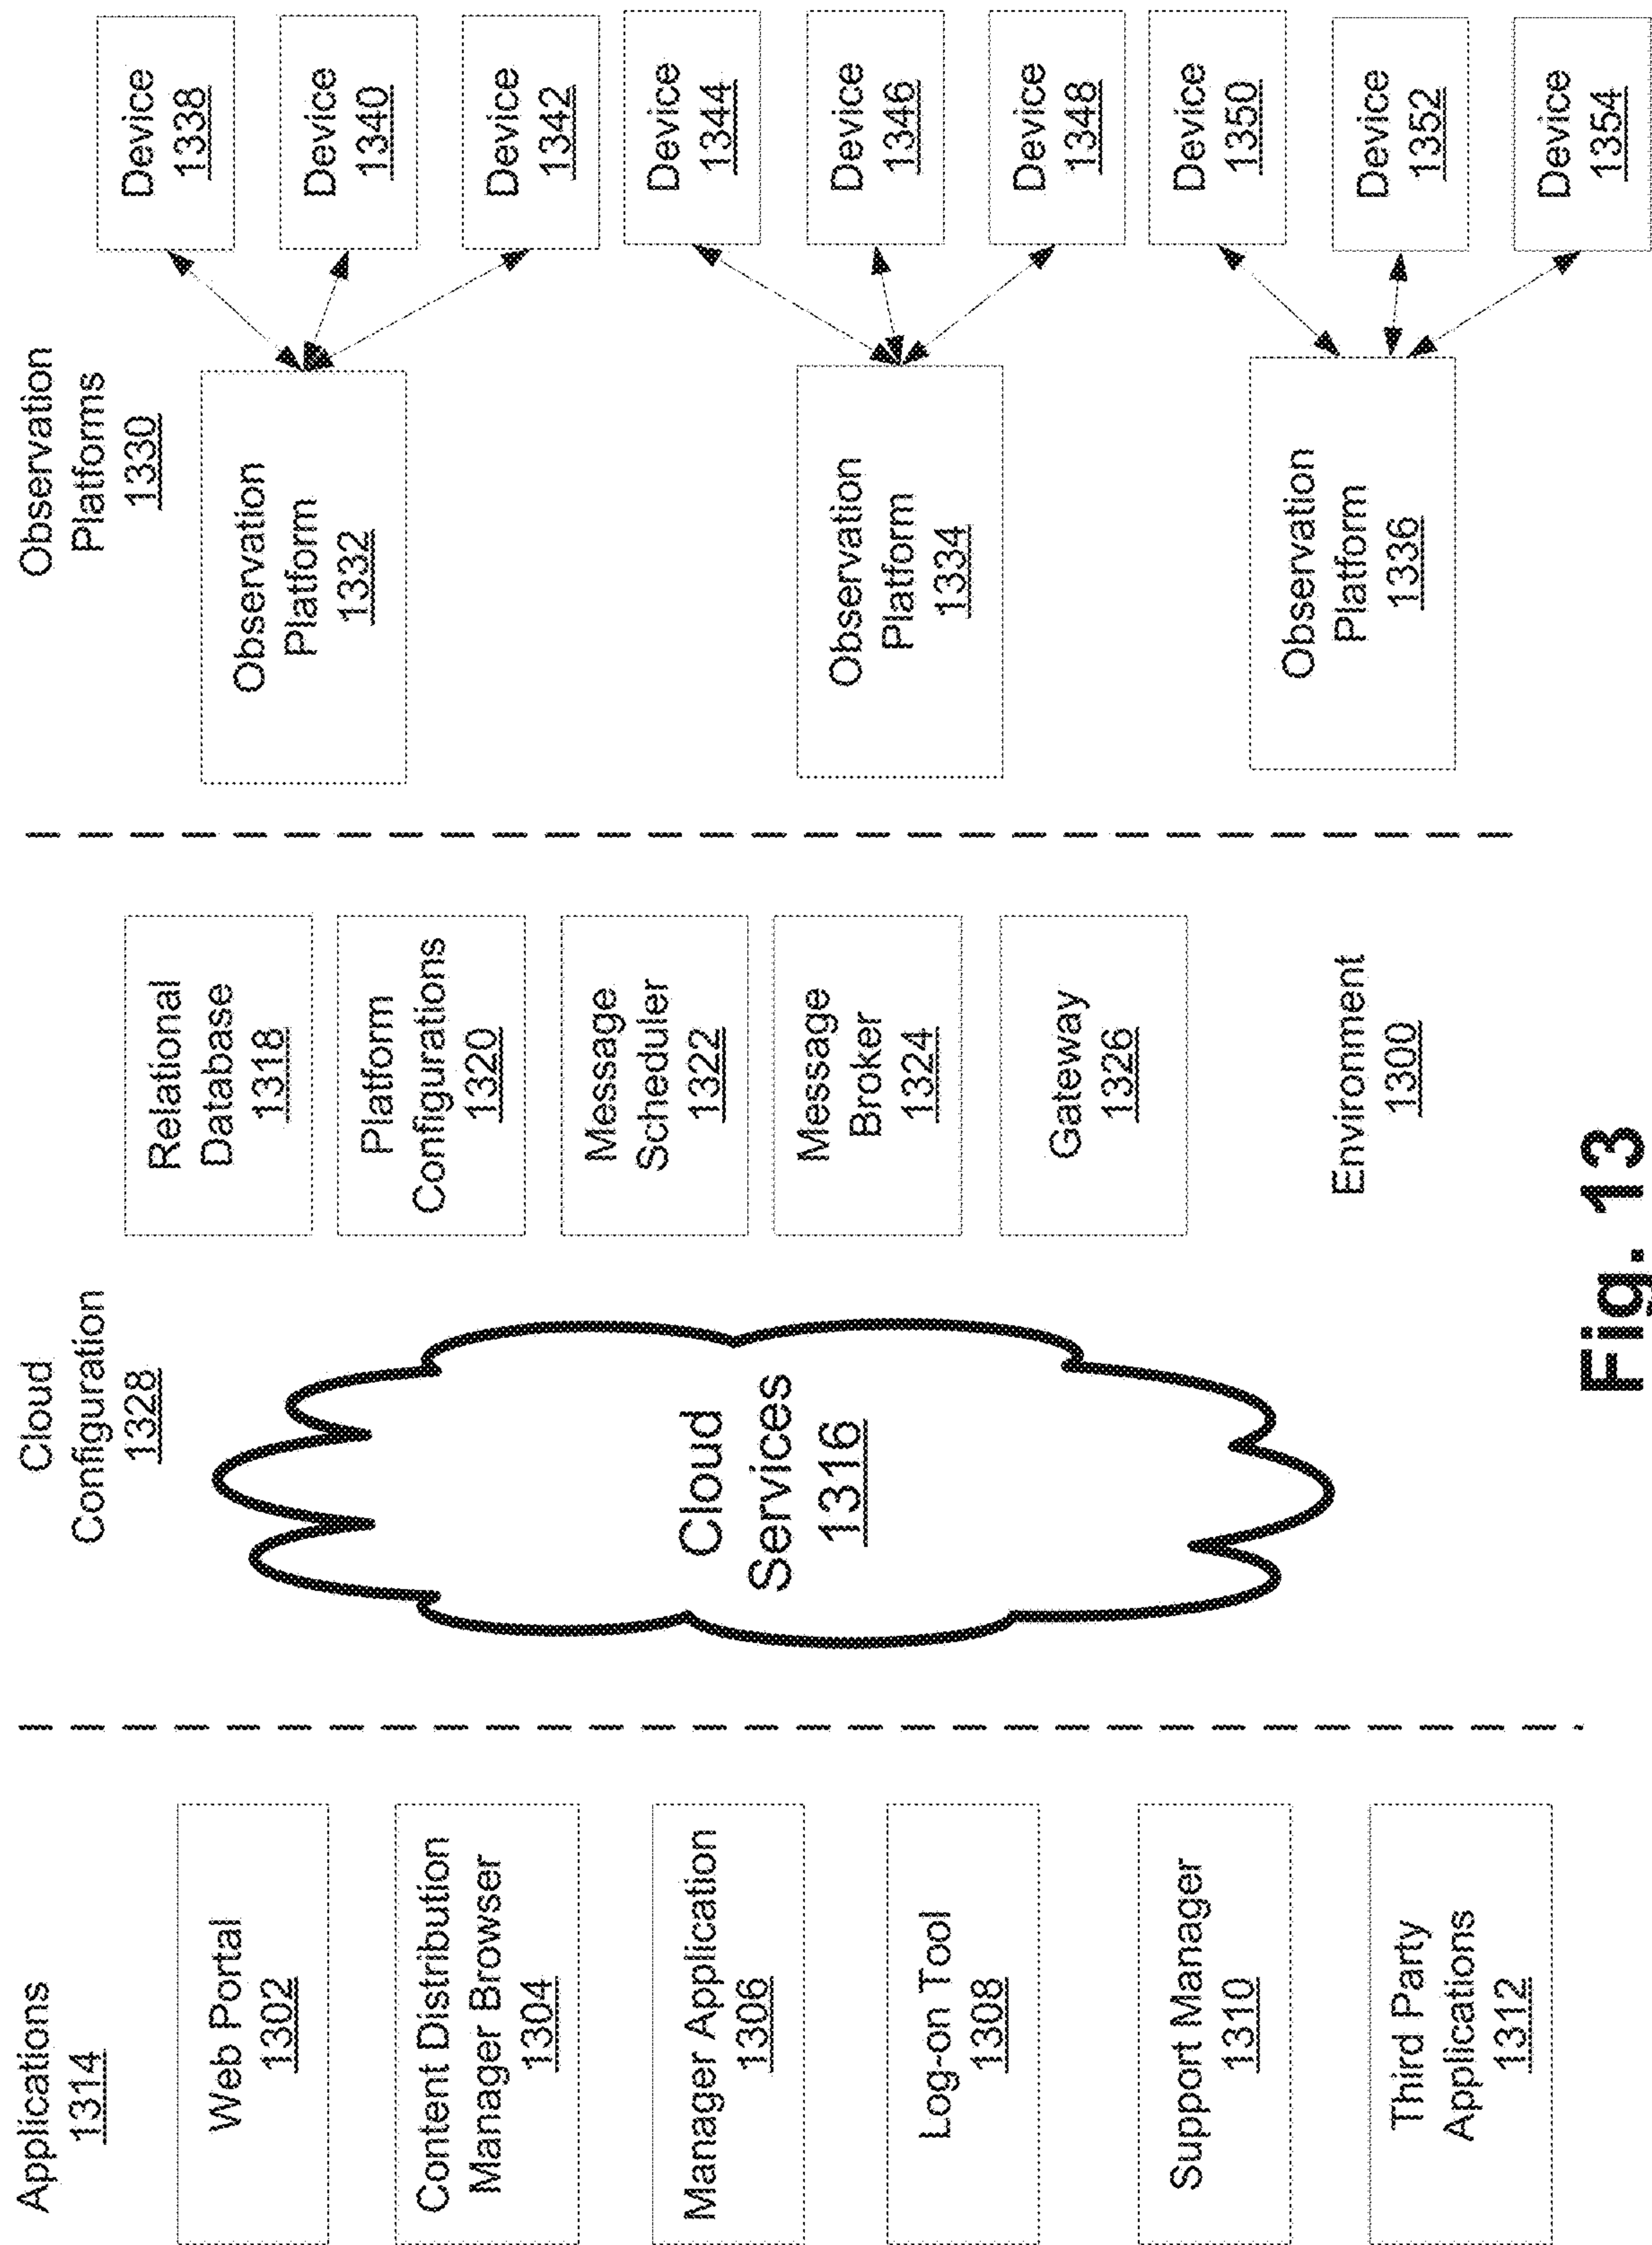 Applications
1314
Web Portal
1302
Content Distribution
Manager Browser
1304
Manager Application
1306
Log-on Tool
1308
Support Manager
1310
Third Party
Applications
1312
Cloud
Configuration
1328
Cloud
Services
1316
Relational
Database
1318
Platform
Configurations
1320
Message
Scheduler
1322
Message
Broker
1324
Gateway
1326
Environment
1300
Observation
Platforms
1330
Observation
Platform
1332
Observation
Platform
1334
Observation
Platform
1336
Device
1338
Device
1340
Device
1342
Device
1344
Device
1346
Device
1348
Device
1350
Device
1352
Device
1354
Fig. 13